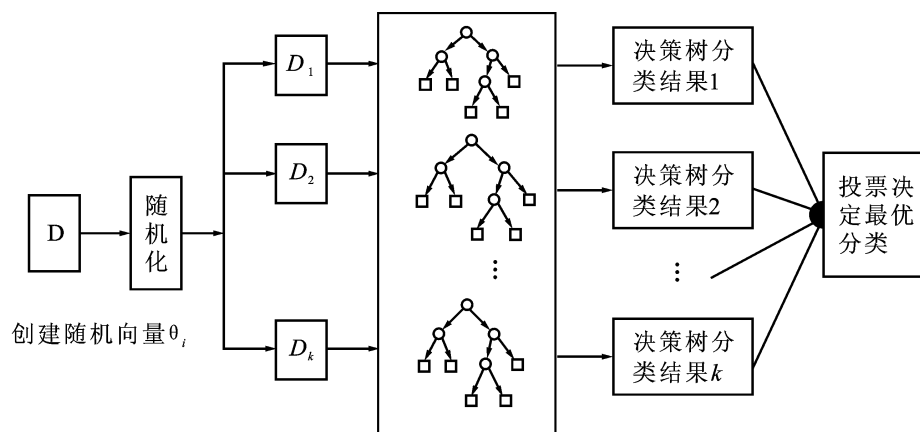 D
创建随机向量θi
随
机
化
D1
D2
Dk
决策树分
类结果1
决策树分
类结果2
决策树分
类结果k
投票决
定最优
分类